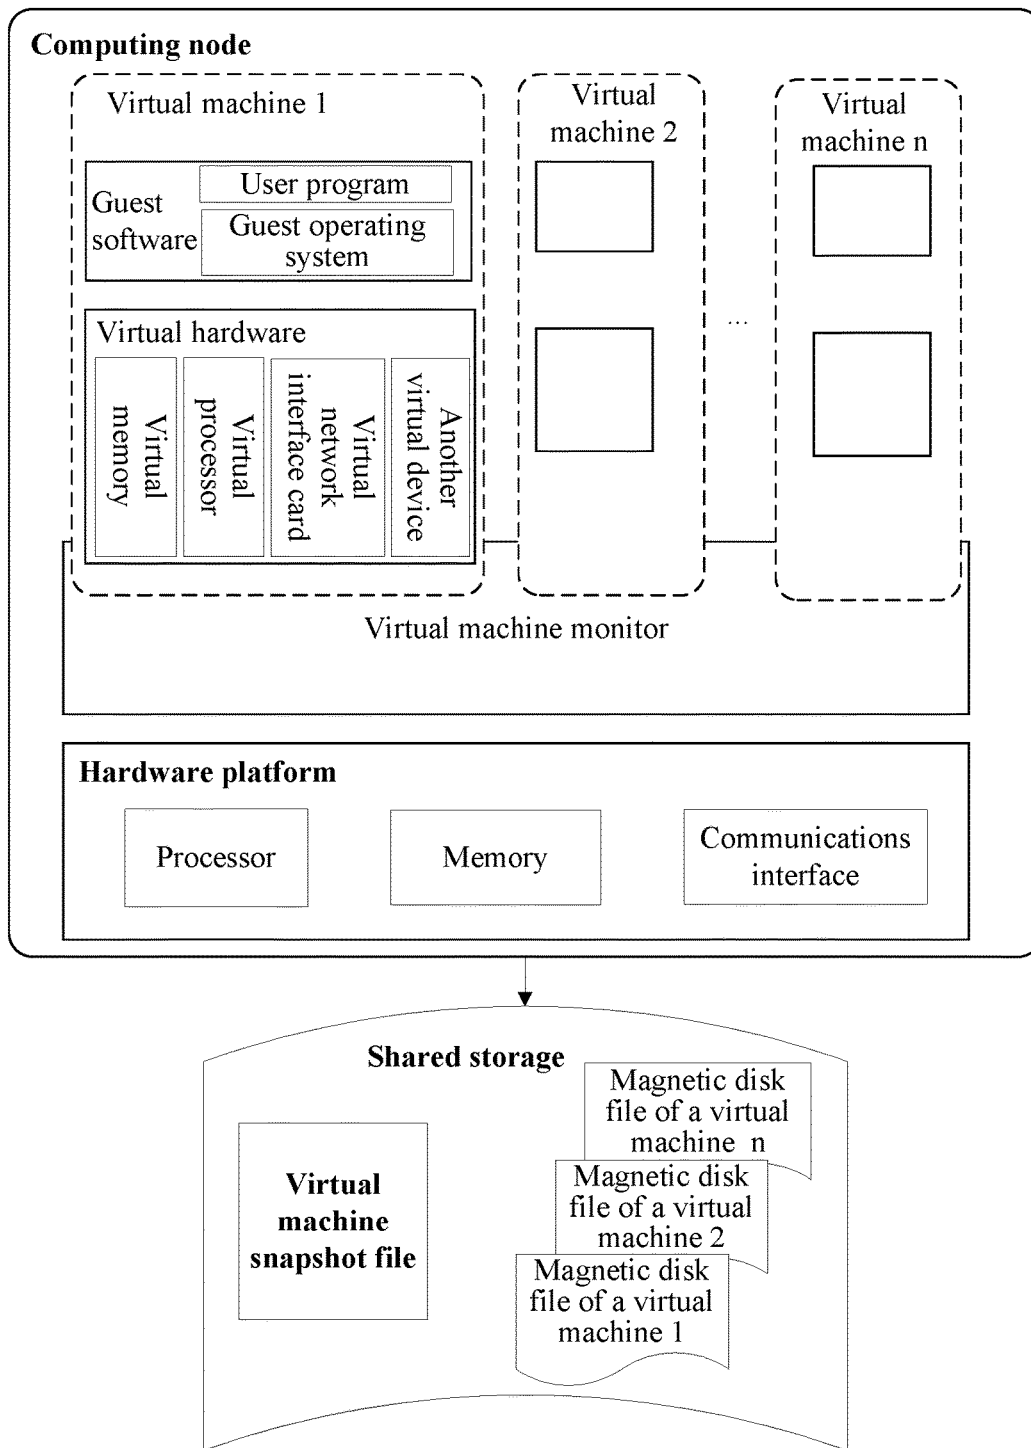 Computing node
Virtual machine 1
Virtual
machine 2
Virtual
machine n
Guest
software
User program
Guest operating
system
...
Virtual hardware
Virtual
memory
Virtual
processor
Virtual
network
interface card
Another
virtual device
Virtual machine monitor
Hardware platform
Processor
Memory
Communications
interface
Shared storage
Virtual
machine
snapshot file
Magnetic disk
file of a virtual
machine n
Magnetic disk
file of a virtual
machine 2
Magnetic disk
file of a virtual
machine 1